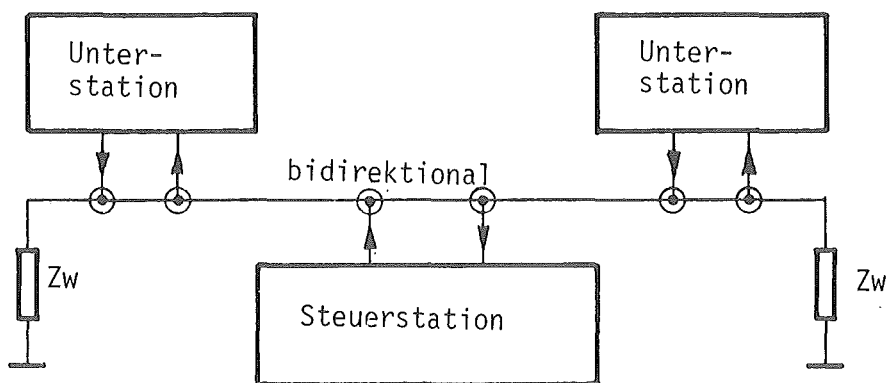 Unter-
station
Unter-
station
bidirektional
Zw
Zw
Steuerstation